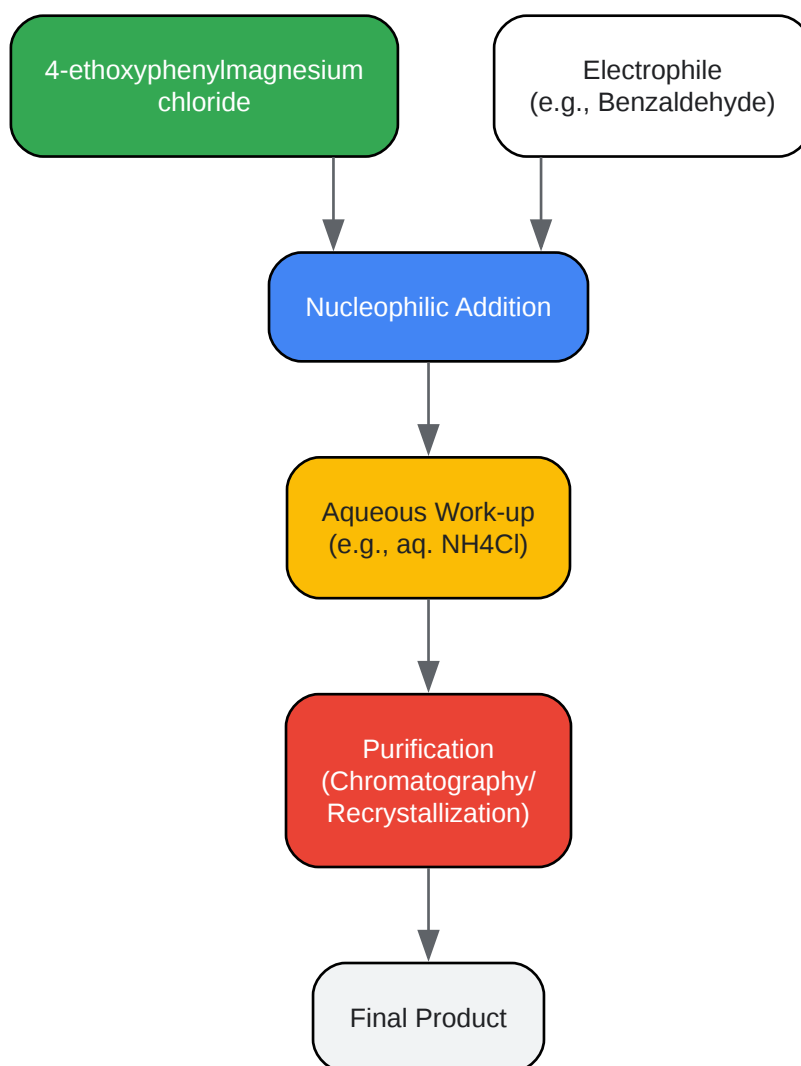 4-ethoxyphenylmagnesium
chloride
Electrophile
(e.g., Benzaldehyde)
Nucleophilic Addition
Aqueous Work-up
(e.g., aq. NH4Cl)
Purification
(Chromatography/
Recrystallization)
Final Product